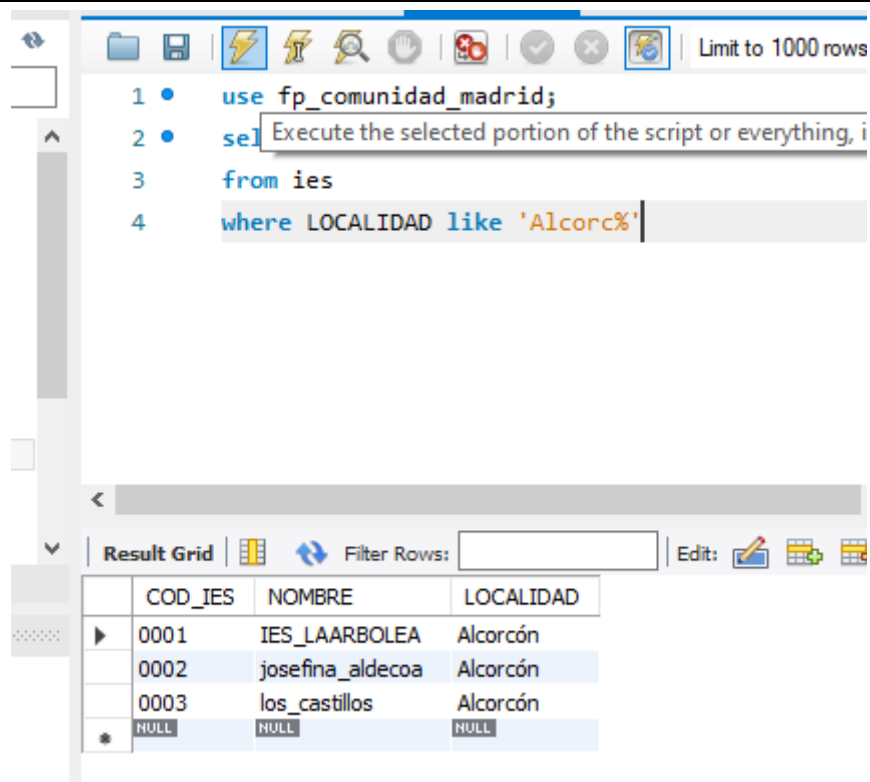 Limit to 1000 rows
1 use fp_comunidad_madrid;
2 sel
Execute the selected portion of the script or everything, i
3 from ies
4 where LOCALIDAD like 'Alcorc%'
Result Grid Filter Rows: Edit:
COD_IES NOMBRE LOCALIDAD
0001 IES_LAARBOLEA Alcorcón
0002 josefina_aldecoa Alcorcón
0003 los_castillos Alcorcón
NULL NULL NULL